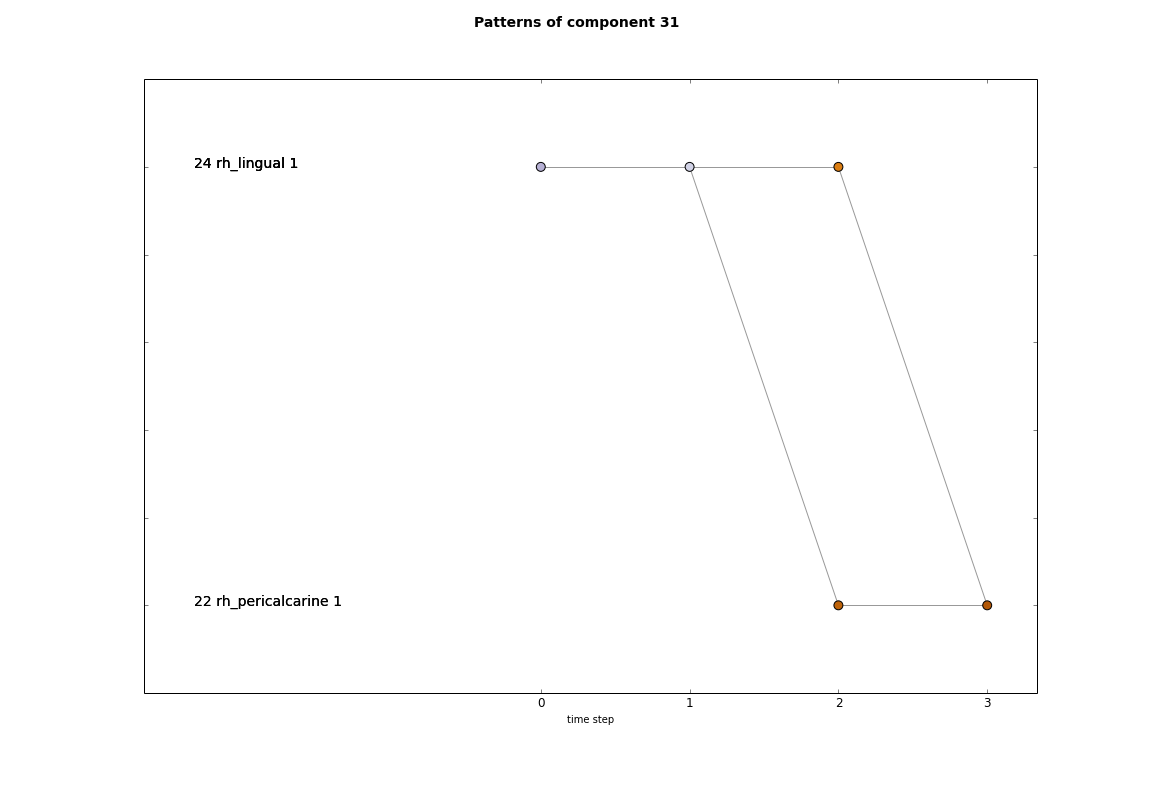 Patterns of component 31
24 rh_lingual 1
22 rh_pericalcarine 1
0 1 2 3
time step